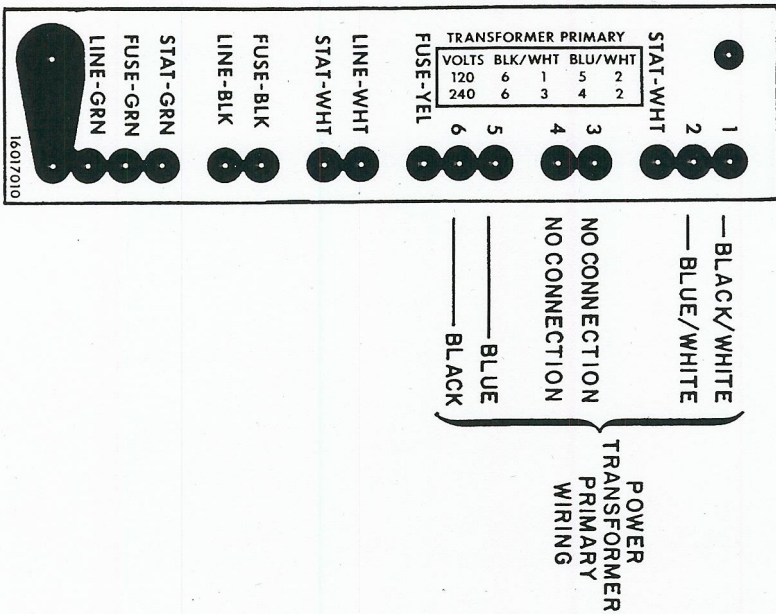 TRANSFORMER PRIMARY
VOLTS BLK/WHT BLU/WHT
120 6 1 5 2
240 6 3 4 2
LINE-GRN
FUSE-GRN
STAT-GRN
LINE-BLK
FUSE-BLK
STAT-WHT
LINE-WHT
FUSE-YEL
6
5
4
3
STAT-WHT
2
1
16017010
BLACK/WHITE
BLUE/WHITE
NO CONNECTION
NO CONNECTION
BLUE
BLACK
POWER
TRANSFORMER
PRIMARY
WIRING